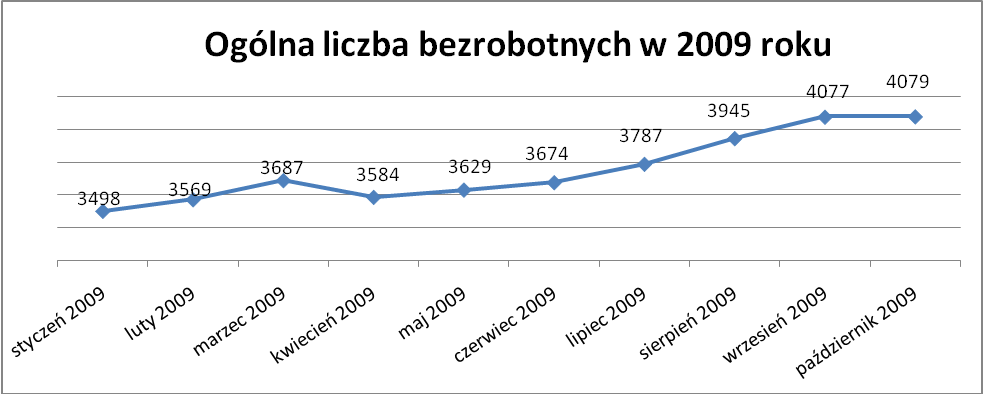 Ogólna liczba bezrobotnych w 2009 roku
3498
3569
3687
3584
3629
3674
3787
3945
4077
4079
styczeń 2009
luty 2009
marzec 2009
kwiecień 2009
maj 2009
czerwiec 2009
lipiec 2009
sierpień 2009
wrzesień 2009
październik 2009